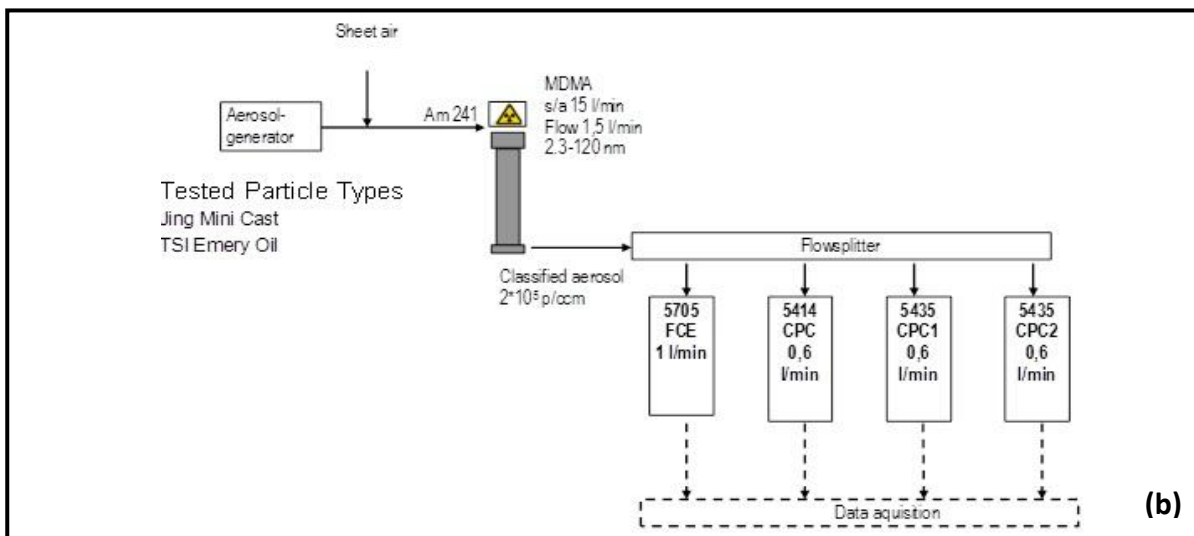 Sheet air
Aerosol-
generator
Am 241
MDMA
s/a 15 l/min
Flow 1,5 l/min
2.3-120 nm
Tested Particle Types
Jing Mini Cast
TSI Emery Oil
Classified aerosol
2*10⁵ p/ccm
Flowsplitter
5705
FCE
1 l/min
5414
CPC
0,6
l/min
5435
CPC1
0,6
l/min
5435
CPC2
0,6
l/min
Data aquisition
(b)